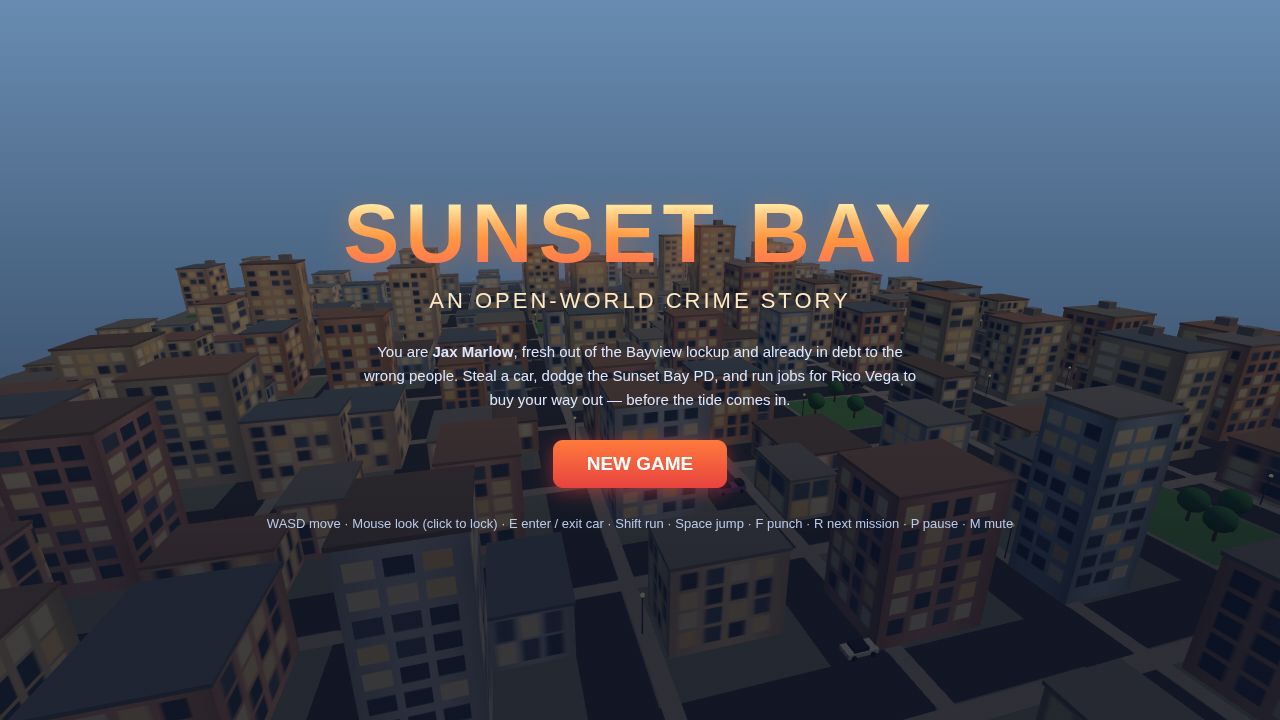 SUNSET BAY
AN OPEN-WORLD CRIME STORY
You are Jax Marlow, fresh out of the Bayview lockup and already in debt to the
wrong people. Steal a car, dodge the Sunset Bay PD, and run jobs for Rico Vega to
buy your way out — before the tide comes in.
NEW GAME
WASD move · Mouse look (click to lock) · E enter / exit car · Shift run · Space jump · F punch · R next mission · P pause · M mute